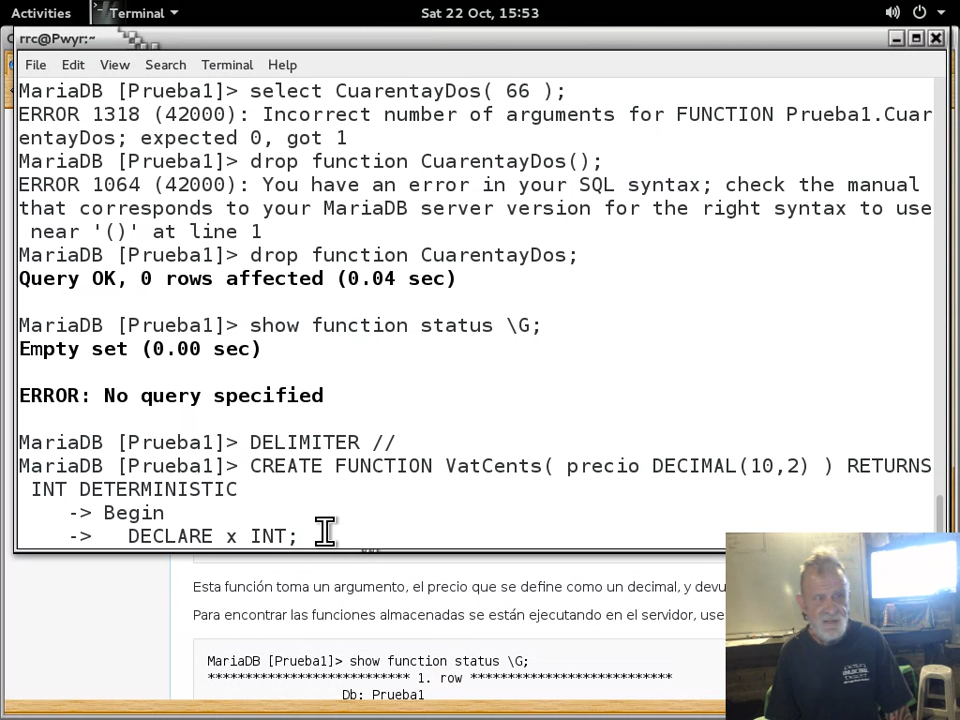 Activities
Terminal
Sat 22 Oct, 15:53
rrc@Pwyr:~
File Edit View Search Terminal Help
MariaDB [Prueba1]> select CuarentayDos( 66 );
ERROR 1318 (42000): Incorrect number of arguments for FUNCTION Prueba1.Cuar
entayDos; expected 0, got 1
MariaDB [Prueba1]> drop function CuarentayDos();
ERROR 1064 (42000): You have an error in your SQL syntax; check the manual
that corresponds to your MariaDB server version for the right syntax to use
near '()' at line 1
MariaDB [Prueba1]> drop function CuarentayDos;
Query OK, 0 rows affected (0.04 sec)
MariaDB [Prueba1]> show function status \G;
Empty set (0.00 sec)
ERROR: No query specified
MariaDB [Prueba1]> DELIMITER //
MariaDB [Prueba1]> CREATE FUNCTION VatCents( precio DECIMAL(10,2) ) RETURNS
INT DETERMINISTIC
-> Begin
-> DECLARE x INT;
Esta función toma un argumento, el precio que se define como un decimal, y devu
Para encontrar las funciones almacenadas se están ejecutando en el servidor, use
MariaDB [Prueba1]> show function status \G;
*************************** 1. row ***************************
Db: Prueba1